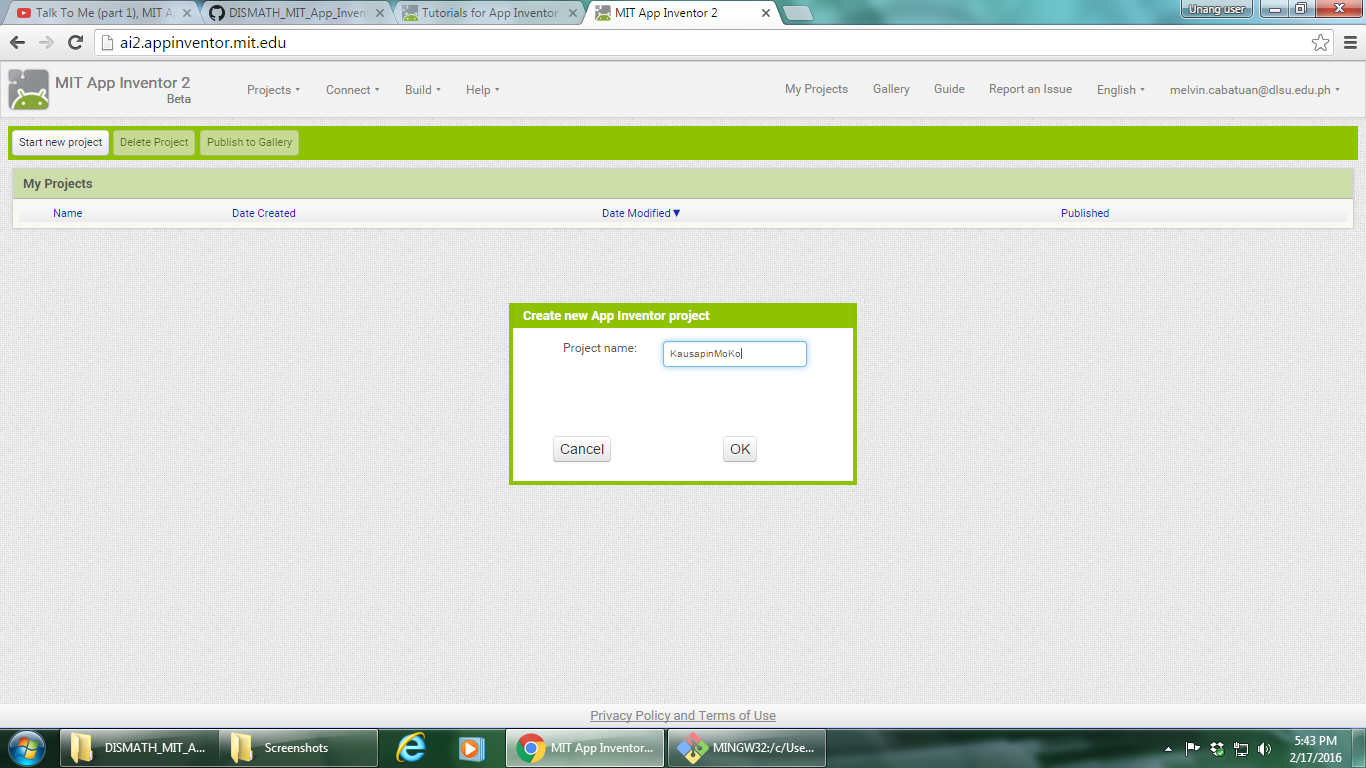 Talk To Me (part 1), MIT Ap
DISMATH_MIT_App_Inven
Tutorials for App Inventor
MIT App Inventor 2
Unang user
ai2.appinventor.mit.edu
MIT App Inventor 2
Beta
Projects
Connect
Build
Help
My Projects
Gallery
Guide
Report an Issue
English
melvin.cabatuan@dlsu.edu.ph
Start new project
Delete Project
Publish to Gallery
My Projects
Name
Date Created
Date Modified▼
Published
Create new App Inventor project
Project name:
KausapinMoKo
Cancel
OK
Privacy Policy and Terms of Use
DISMATH_MIT_A...
Screenshots
MIT App Inventor...
MINGW32:/c/Use...
5:43 PM
2/17/2016